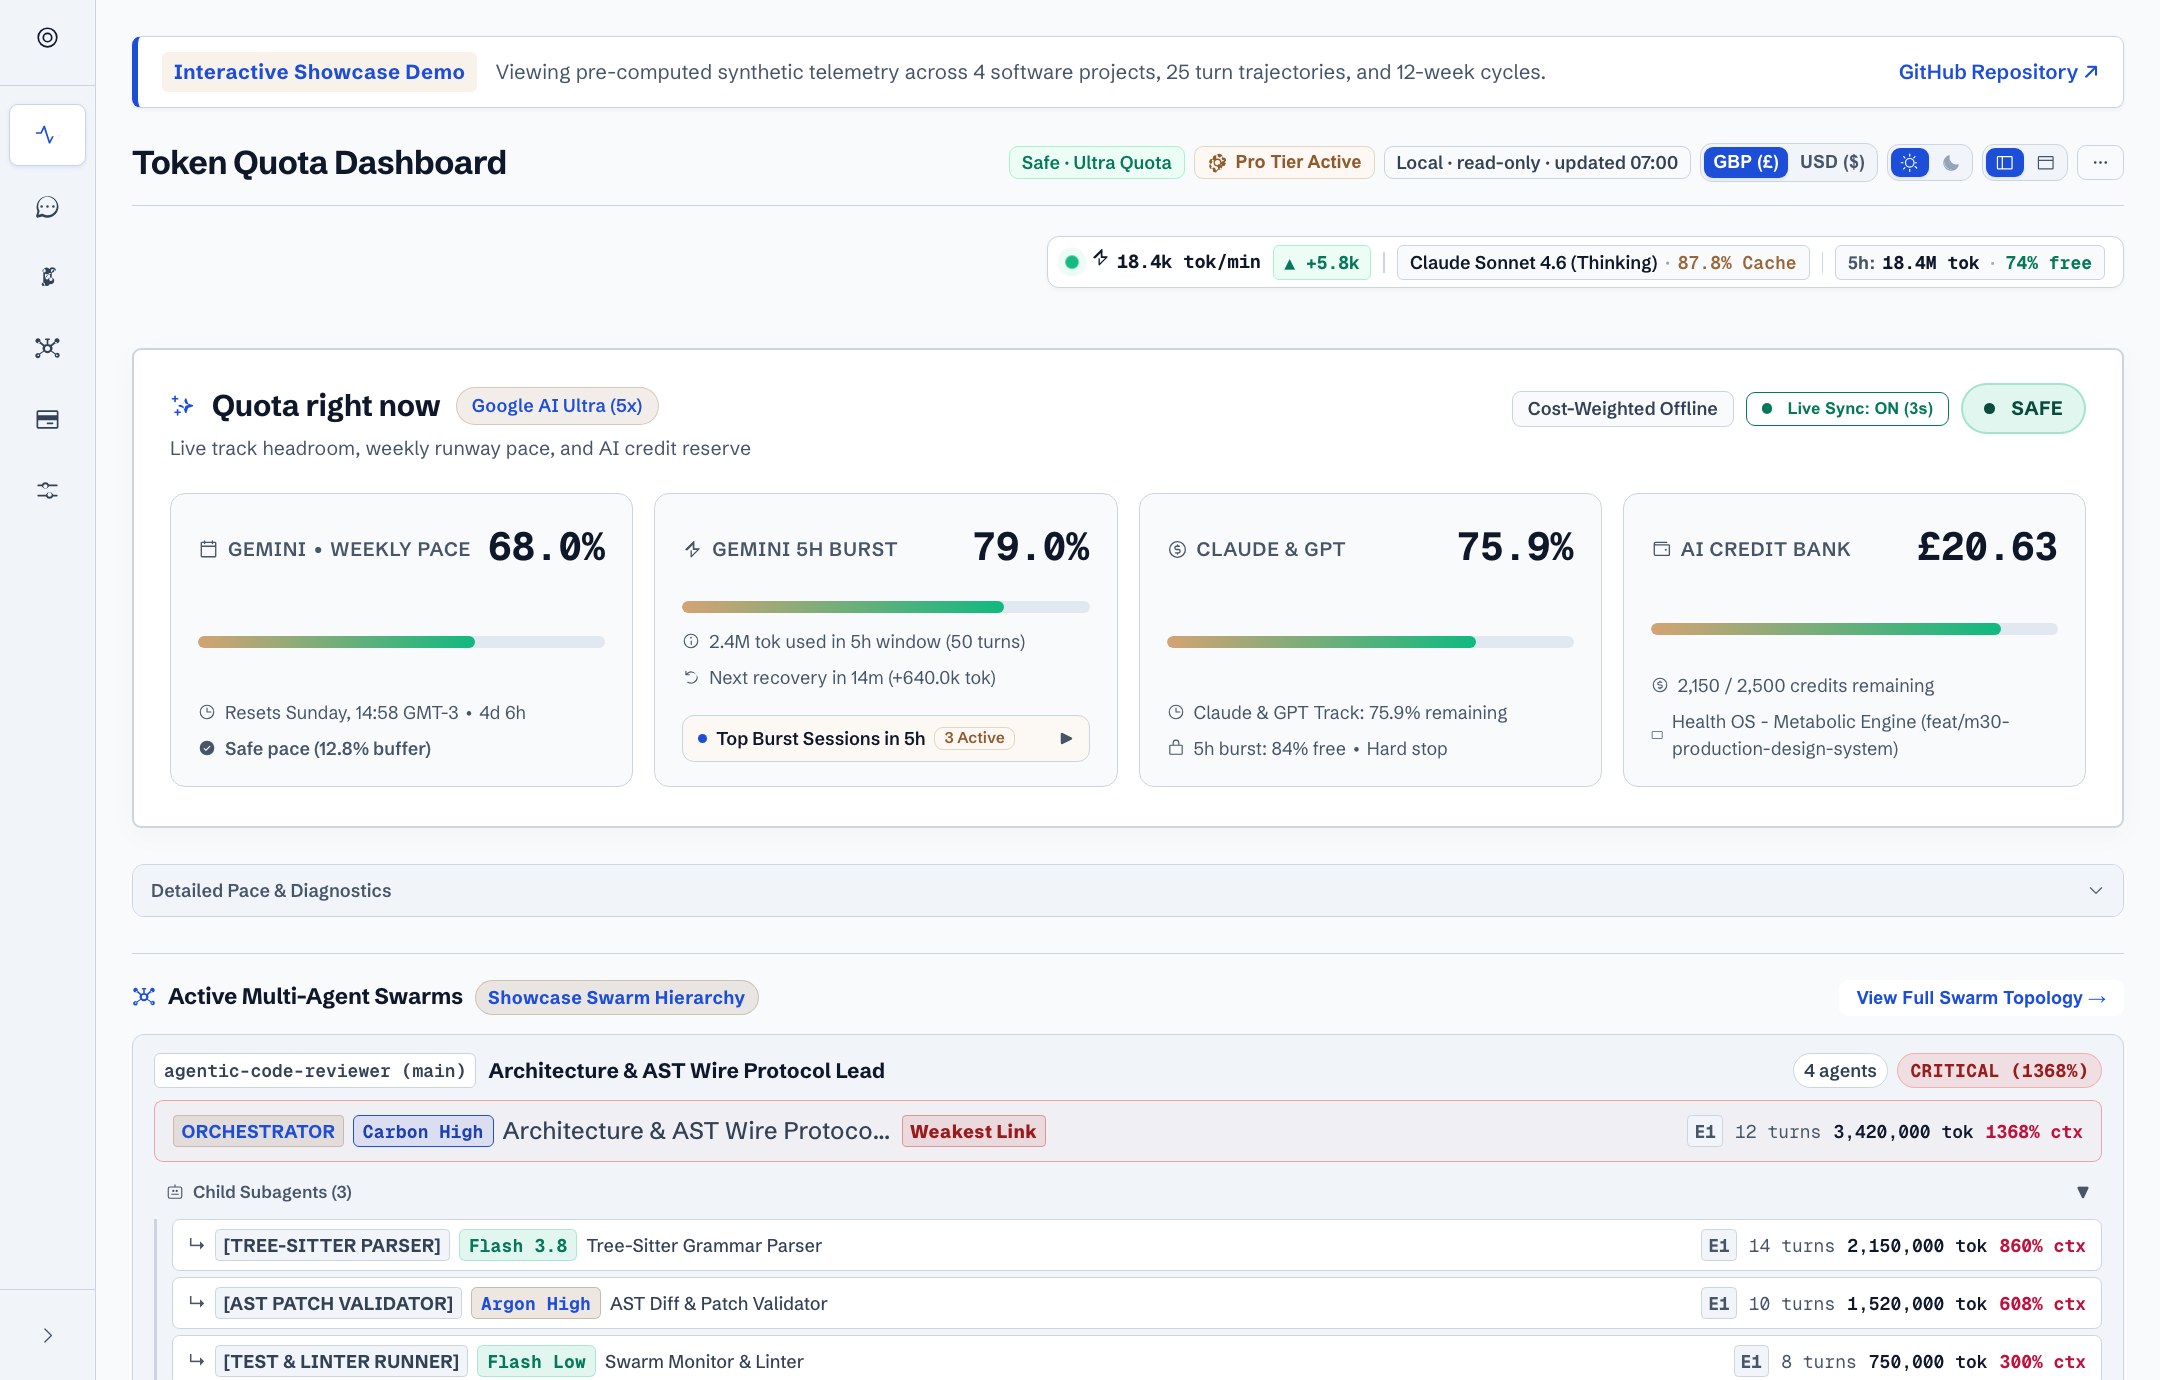 Interactive Showcase Demo Viewing pre-computed synthetic telemetry across 4 software projects, 25 turn trajectories, and 12-week cycles. GitHub Repository ↗
Token Quota Dashboard Safe · Ultra Quota Pro Tier Active Local · read-only · updated 07:00 GBP (£) USD ($) ···
18.4k tok/min ▲ +5.8k Claude Sonnet 4.6 (Thinking) · 87.8% Cache 5h: 18.4M tok · 74% free
Quota right now Google AI Ultra (5x) Cost-Weighted Offline Live Sync: ON (3s) SAFE
Live track headroom, weekly runway pace, and AI credit reserve
GEMINI • WEEKLY PACE 68.0%
Resets Sunday, 14:58 GMT-3 • 4d 6h
Safe pace (12.8% buffer)
GEMINI 5H BURST 79.0%
2.4M tok used in 5h window (50 turns)
Next recovery in 14m (+640.0k tok)
Top Burst Sessions in 5h 3 Active ▶
CLAUDE & GPT 75.9%
Claude & GPT Track: 75.9% remaining
5h burst: 84% free • Hard stop
AI CREDIT BANK £20.63
2,150 / 2,500 credits remaining
Health OS - Metabolic Engine (feat/m30-
production-design-system)
Detailed Pace & Diagnostics
Active Multi-Agent Swarms Showcase Swarm Hierarchy View Full Swarm Topology →
agentic-code-reviewer (main) Architecture & AST Wire Protocol Lead 4 agents CRITICAL (1368%)
ORCHESTRATOR Carbon High Architecture & AST Wire Protoco... Weakest Link E1 12 turns 3,420,000 tok 1368% ctx
Child Subagents (3) ▼
↳ [TREE-SITTER PARSER] Flash 3.8 Tree-Sitter Grammar Parser E1 14 turns 2,150,000 tok 860% ctx
↳ [AST PATCH VALIDATOR] Argon High AST Diff & Patch Validator E1 10 turns 1,520,000 tok 608% ctx
↳ [TEST & LINTER RUNNER] Flash Low Swarm Monitor & Linter E1 8 turns 750,000 tok 300% ctx